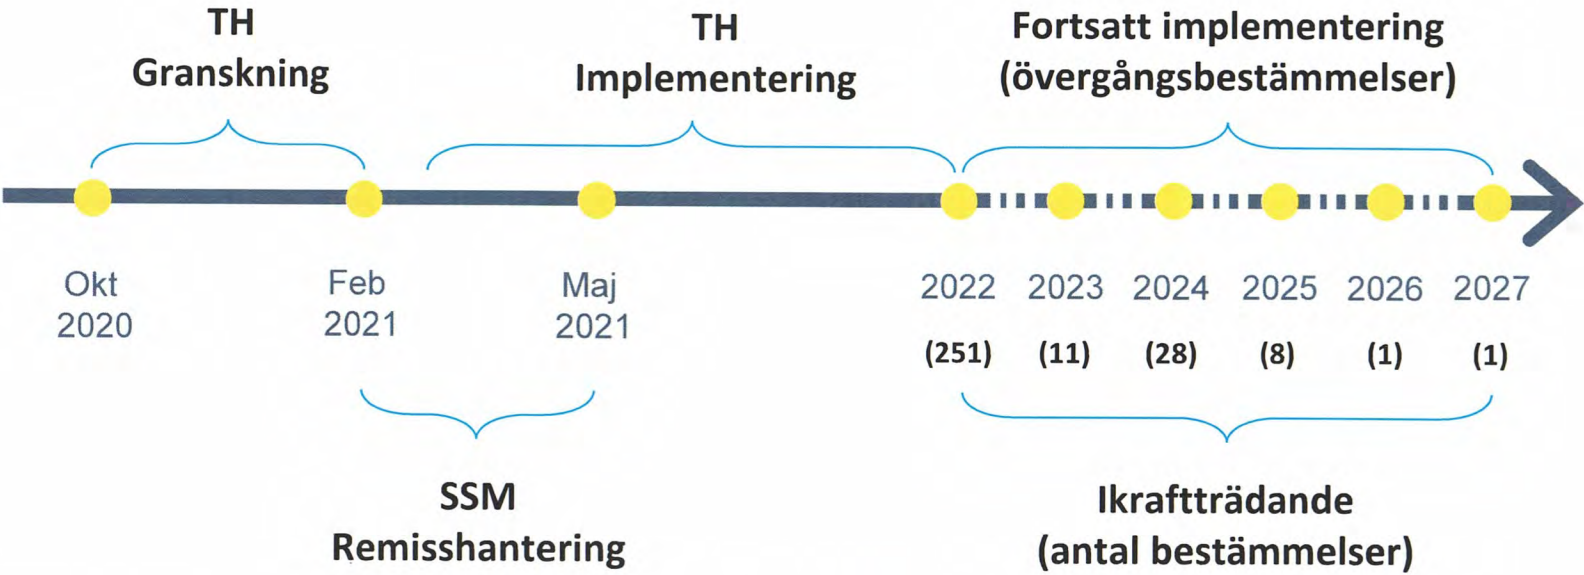 TH
Granskning
TH
Implementering
Fortsatt implementering
(övergångsbestämmelser)
Okt
2020
Feb
2021
Maj
2021
2022
2023
2024
2025
2026
2027
(251)
(11)
(28)
(8)
(1)
(1)
SSM
Remisshantering
Ikraftträdande
(antal bestämmelser)